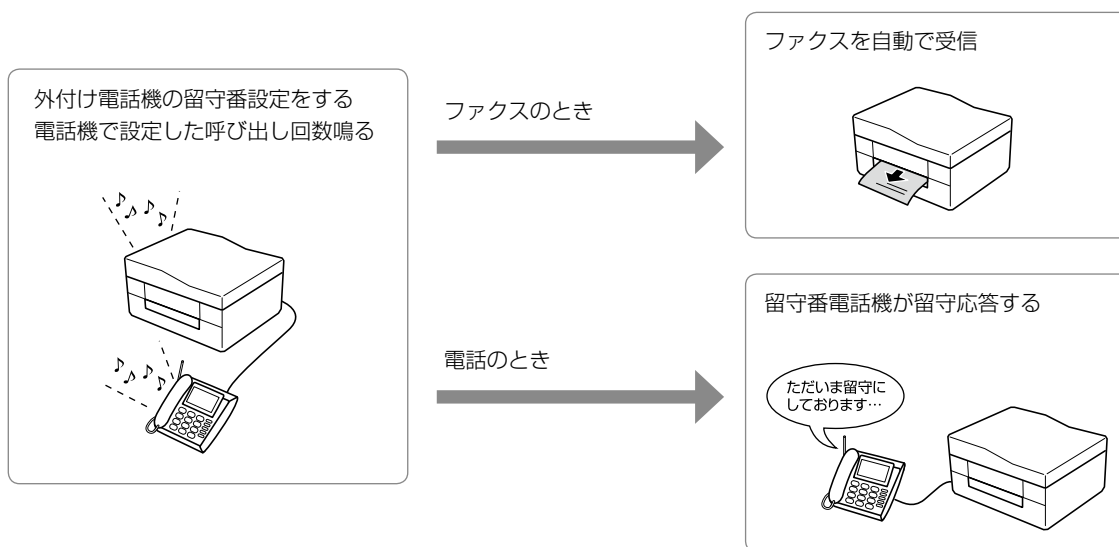 外付け電話機の留守番設定をする
電話機で設定した呼び出し回数鳴る
ファクスのとき
ファクスを自動で受信
電話のとき
留守番電話機が留守応答する
ただいま留守に
しております…